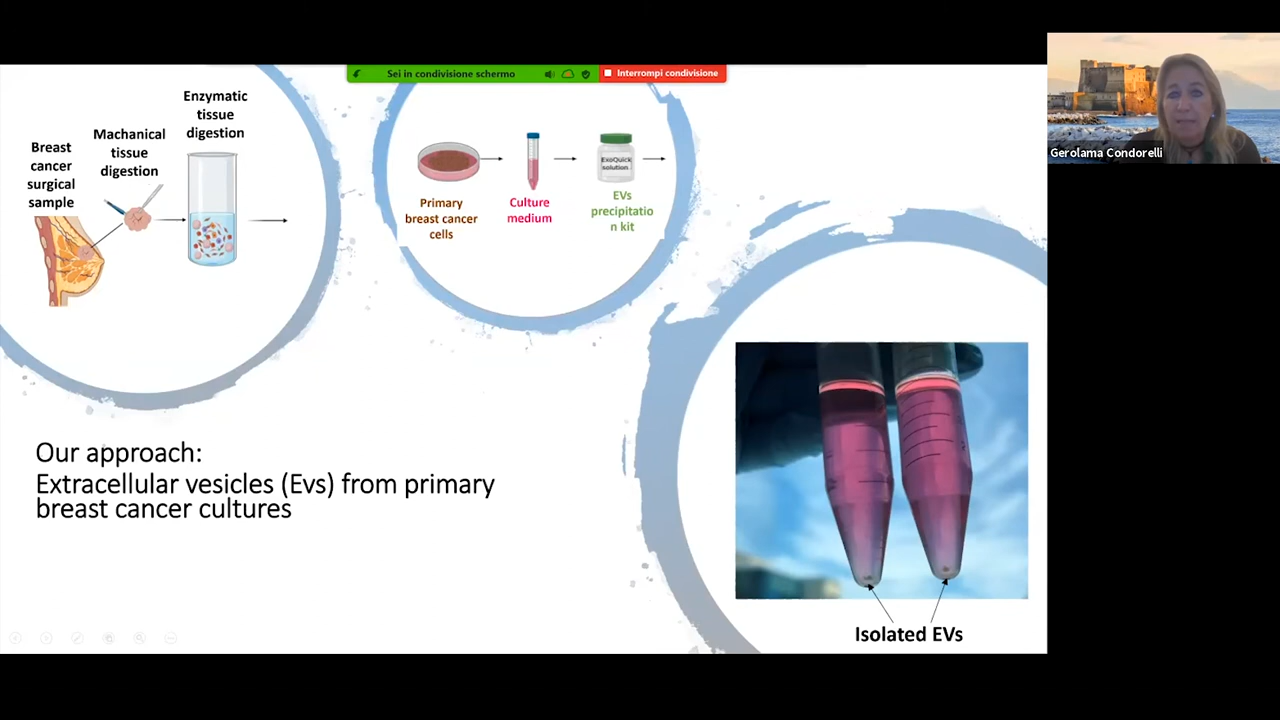 Sei in condivisione schermo
Interrompi condivisione
Gerolama Condorelli
Breast
cancer
surgical
sample
Machanical
tissue
digestion
Enzymatic
tissue
digestion
Primary
breast cancer
cells
Culture
medium
ExoQuick
solution
EVs
precipitatio
n kit
Our approach:
Extracellular vesicles (Evs) from primary
breast cancer cultures
Isolated EVs